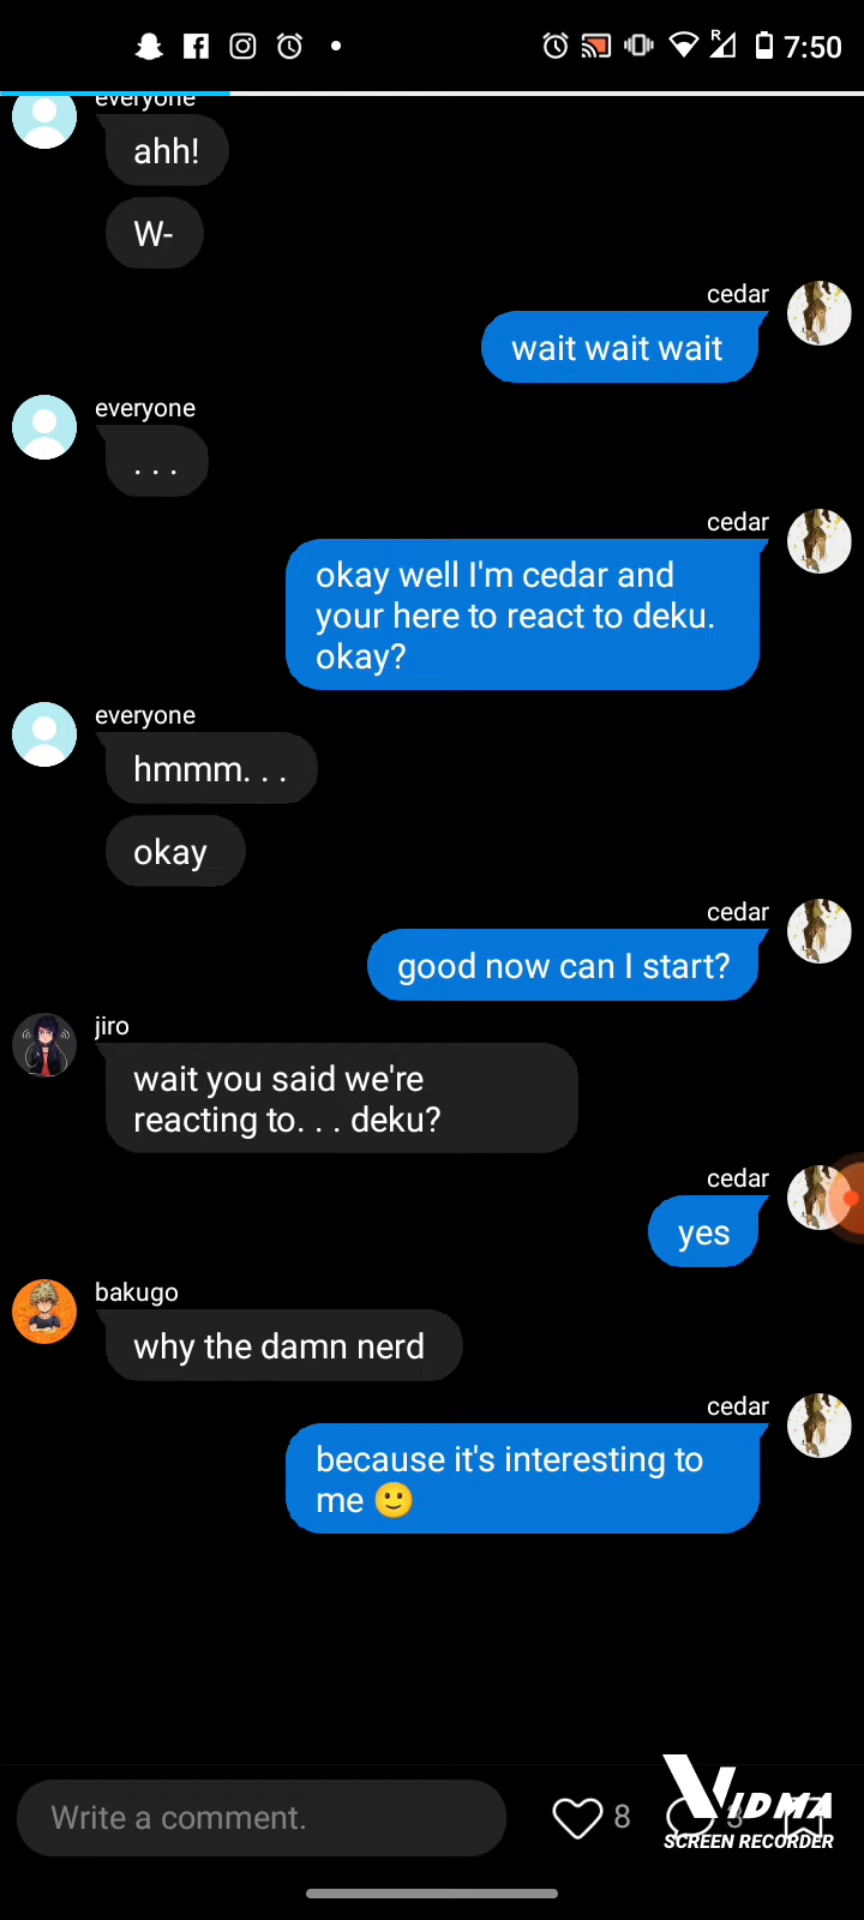 R
7:50
everyone
ahh!
W-
cedar
wait wait wait
everyone
. . .
cedar
okay well I'm cedar and
your here to react to deku.
okay?
everyone
hmmm. . .
okay
cedar
good now can I start?
jiro
wait you said we're
reacting to. . . deku?
cedar
yes
bakugo
why the damn nerd
cedar
because it's interesting to
me 🙂
Write a comment.
8
3
VIDMA
SCREEN RECORDER